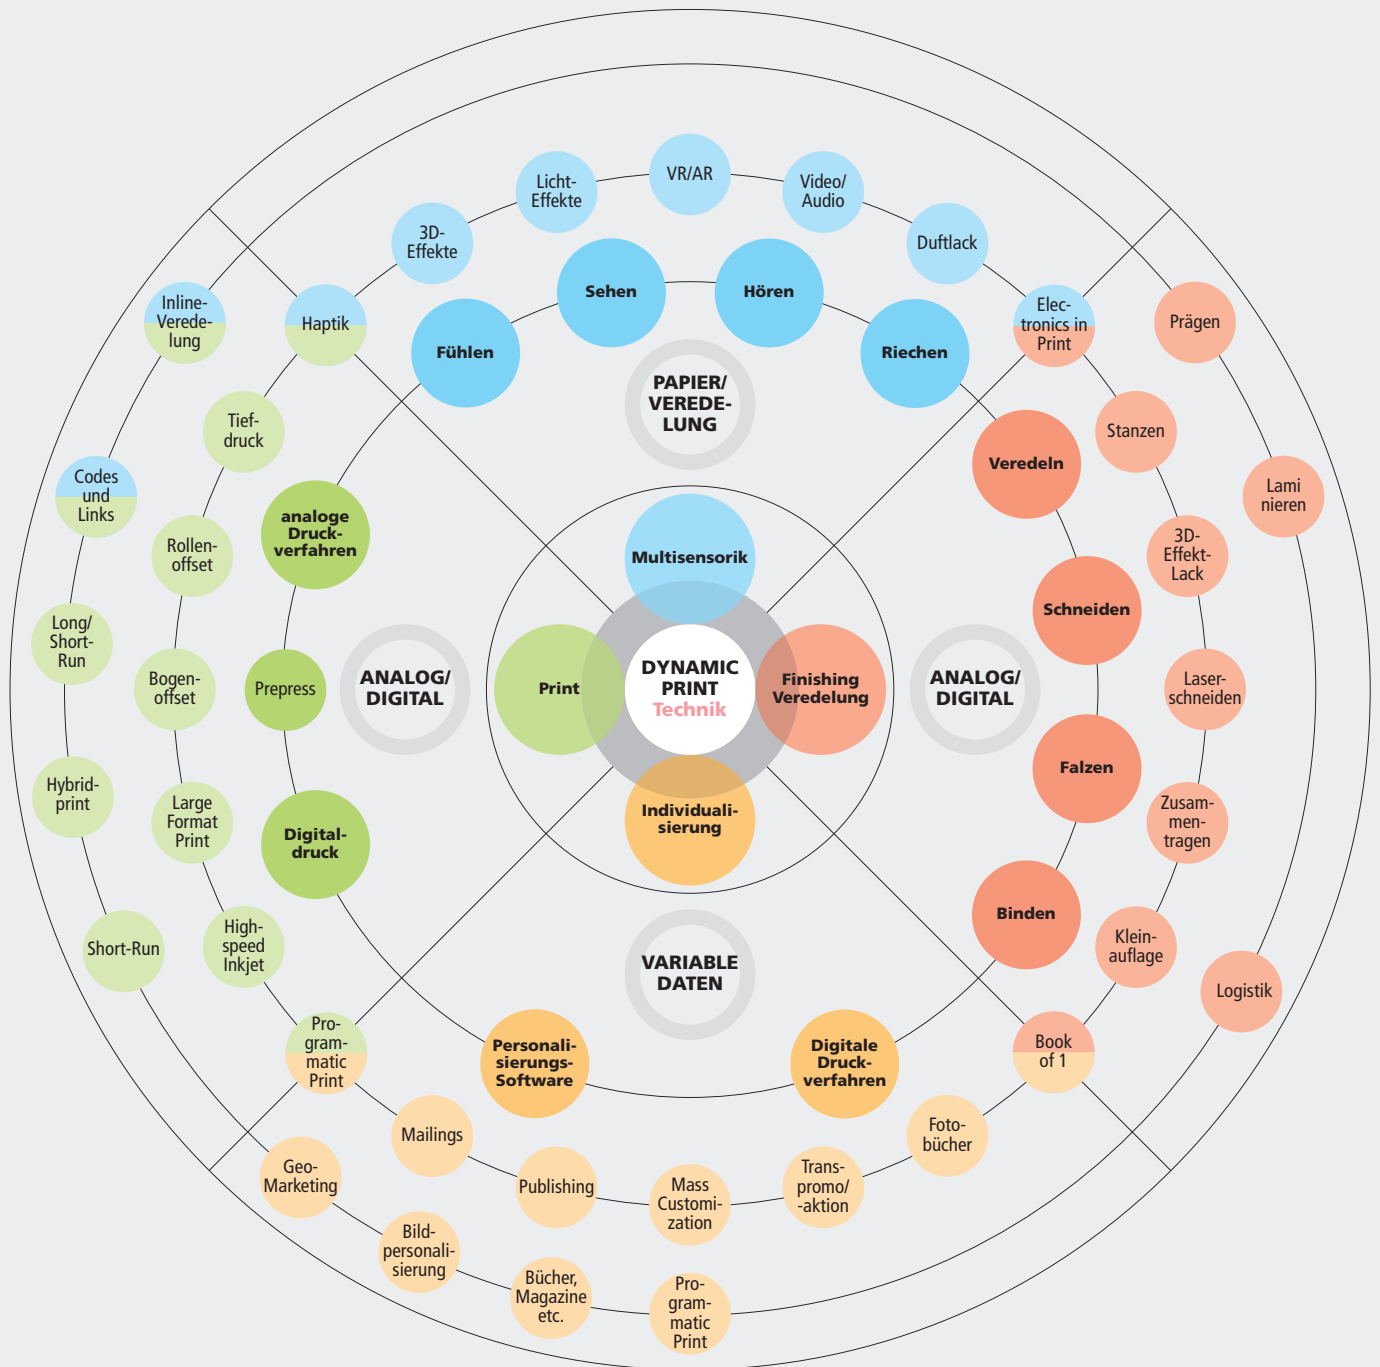 VR/AR
Licht-
Effekte
Video/
Audio
3D-
Effekte
Duftlack
Sehen
Hören
Inline-
Verede-
lung
Haptik
Fühlen
Riechen
Elec-
tronics in
Print
Prägen
PAPIER/
VEREDE-
LUNG
Tief-
druck
Veredeln
Stanzen
Codes
und
Links
Lami
nieren
analoge
Druck-
verfahren
Rollen-
offset
3D-
Effekt-
Lack
Multisensorik
Schneiden
Long/
Short-
Run
Bogen-
offset
Prepress
ANALOG/
DIGITAL
Print
DYNAMIC
PRINT
Technik
Finishing
Veredelung
ANALOG/
DIGITAL
Laser-
schneiden
Falzen
Hybrid-
print
Large
Format
Print
Digital-
druck
Individuali-
sierung
Zusam-
men-
tragen
Binden
Short-Run
High-
speed
Inkjet
VARIABLE
DATEN
Klein-
auflage
Logistik
Pro-
gram-
matic
Print
Personali-
sierungs-
Software
Digitale
Druck-
verfahren
Book
of 1
Mailings
Foto-
bücher
Geo-
Marketing
Publishing
Mass
Customi-
zation
Trans-
promo/
-aktion
Bild-
personali-
sierung
Bücher,
Magazine
etc.
Pro-
gram-
matic
Print